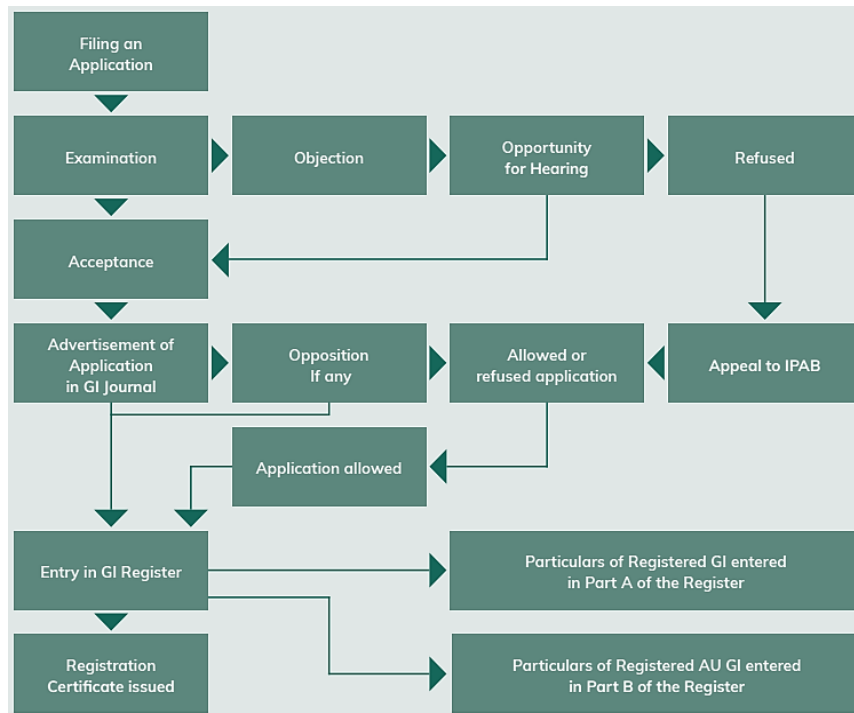 Filing an
Application
Examination
Objection
Opportunity
for Hearing
Refused
Acceptance
Advertisement of
Application
in GI Journal
Opposition
If any
Allowed or
refused application
Appeal to IPAB
Application allowed
Entry in GI Register
Particulars of Registered GI entered
in Part A of the Register
Registration
Certificate issued
Particulars of Registered AU GI entered
in Part B of the Register